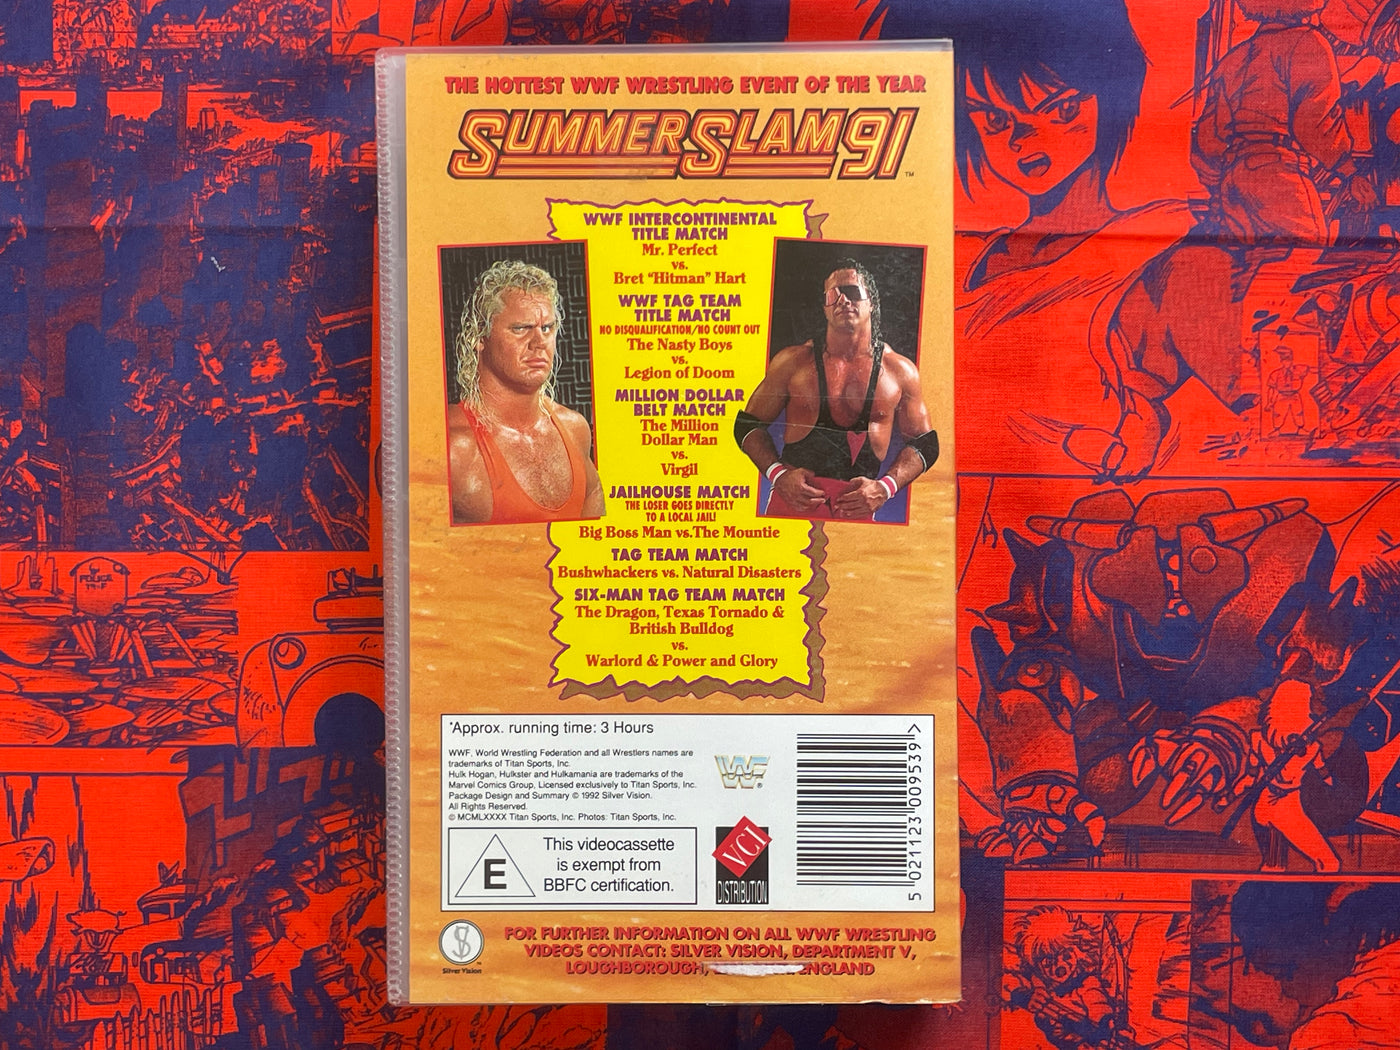 THE HOTTEST WWF WRESTLING EVENT OF THE YEAR
SUMMERSLAM 91
™
WWF INTERCONTINENTAL
TITLE MATCH
Mr. Perfect
vs.
Bret "Hitman" Hart
WWF TAG TEAM
TITLE MATCH
NO DISQUALIFICATION/NO COUNT OUT
The Nasty Boys
vs.
Legion of Doom
MILLION DOLLAR
BELT MATCH
The Million
Dollar Man
vs.
Virgil
JAILHOUSE MATCH
THE LOSER GOES DIRECTLY
TO A LOCAL JAIL!
Big Boss Man vs.The Mountie
TAG TEAM MATCH
Bushwhackers vs. Natural Disasters
SIX-MAN TAG TEAM MATCH
The Dragon, Texas Tornado &
British Bulldog
vs.
Warlord & Power and Glory
*Approx. running time: 3 Hours
WWF, World Wrestling Federation and all Wrestlers names are
trademarks of Titan Sports, Inc.
Hulk Hogan, Hulkster and Hulkamania are trademarks of the
Marvel Comics Group, Licensed exclusively to Titan Sports, Inc.
Package Design and Summary © 1992 Silver Vision.
All Rights Reserved.
© MCMLXXXX Titan Sports, Inc. Photos: Titan Sports, Inc.
E
This videocassette
is exempt from
BBFC certification.
WF ®
VCI
DISTRIBUTION
5 021123 009539 >
Silver Vision
™
FOR FURTHER INFORMATION ON ALL WWF WRESTLING
VIDEOS CONTACT: SILVER VISION, DEPARTMENT V,
LOUGHBOROUGH, ENGLAND
POLICE